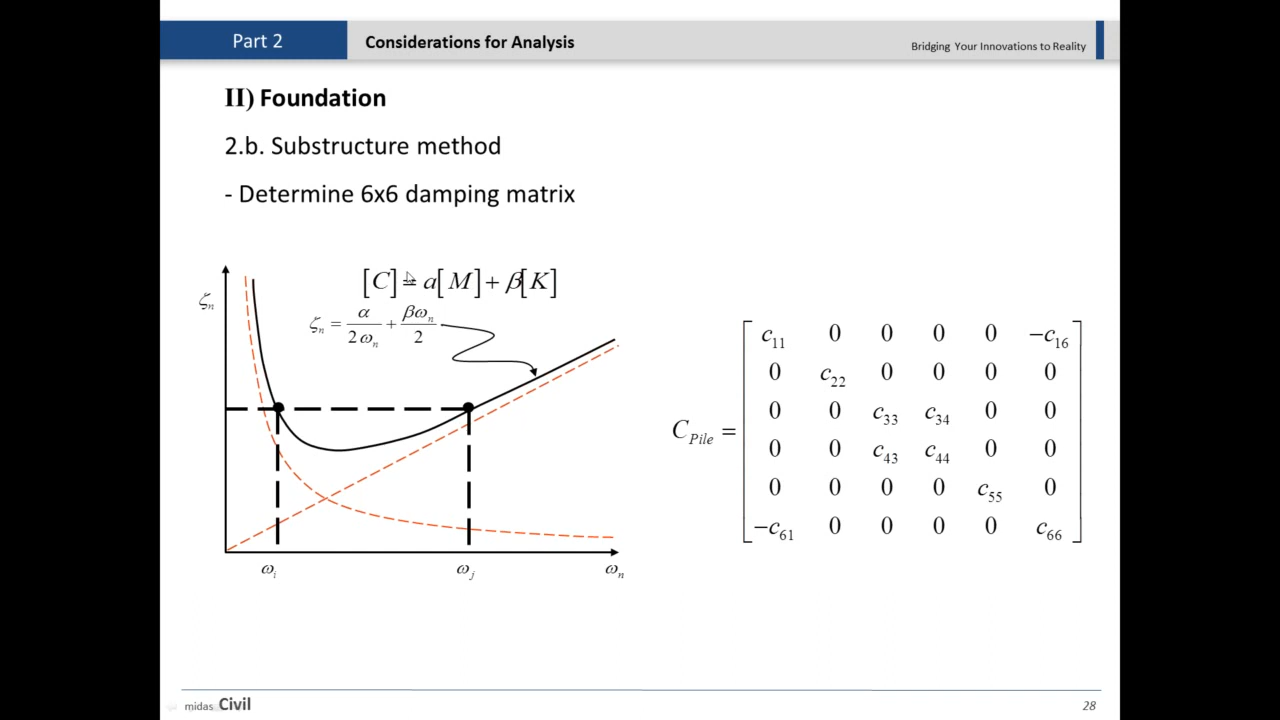 Part 2
Considerations for Analysis
Bridging Your Innovations to Reality
II) Foundation
2.b. Substructure method
- Determine 6x6 damping matrix
[C] = a[M] + β[K]
ζn = α / 2ωn + βωn / 2
ζn
ωi
ωj
ωn
CPile =
c11 0 0 0 0 −c16
0 c22 0 0 0 0
0 0 c33 c34 0 0
0 0 c43 c44 0 0
0 0 0 0 c55 0
−c61 0 0 0 0 c66
midas Civil
28